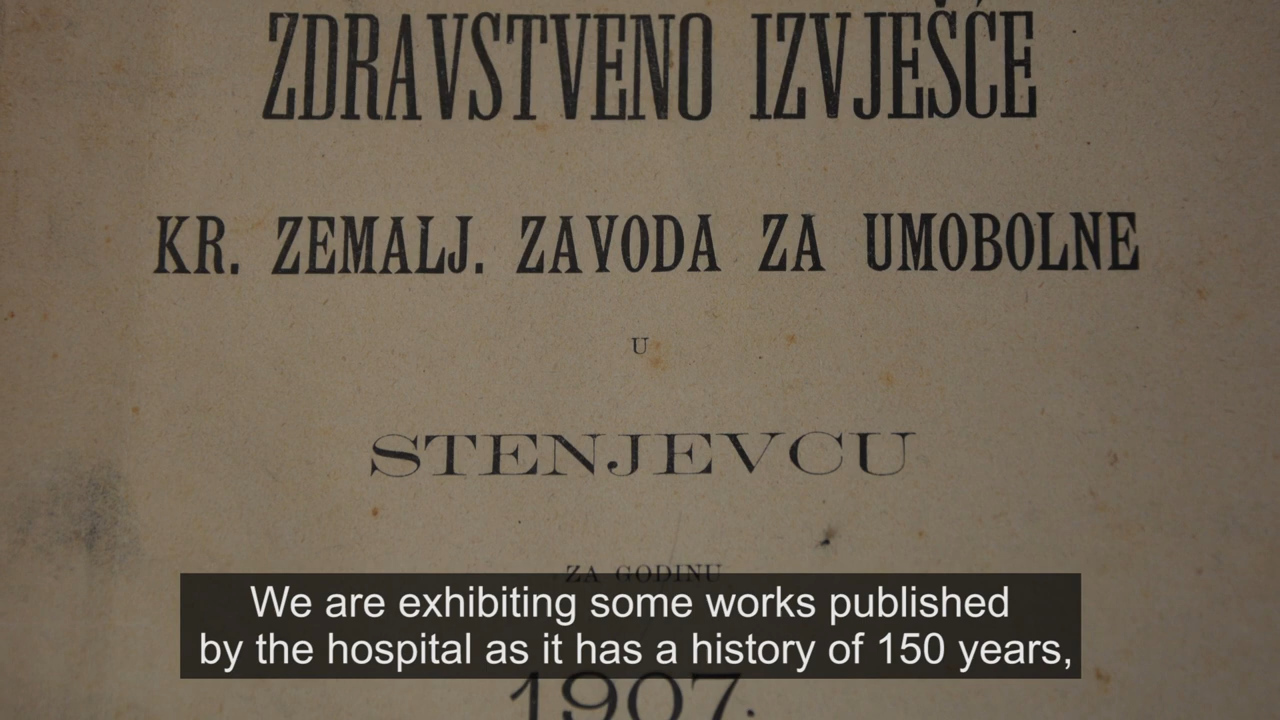 ZDRAVSTVENO IZVJEŠĆE
KR. ZEMALJ. ZAVODA ZA UMOBOLNE
U
STENJEVCU
ZA GODINU
We are exhibiting some works published
by the hospital as it has a history of 150 years,
1907.